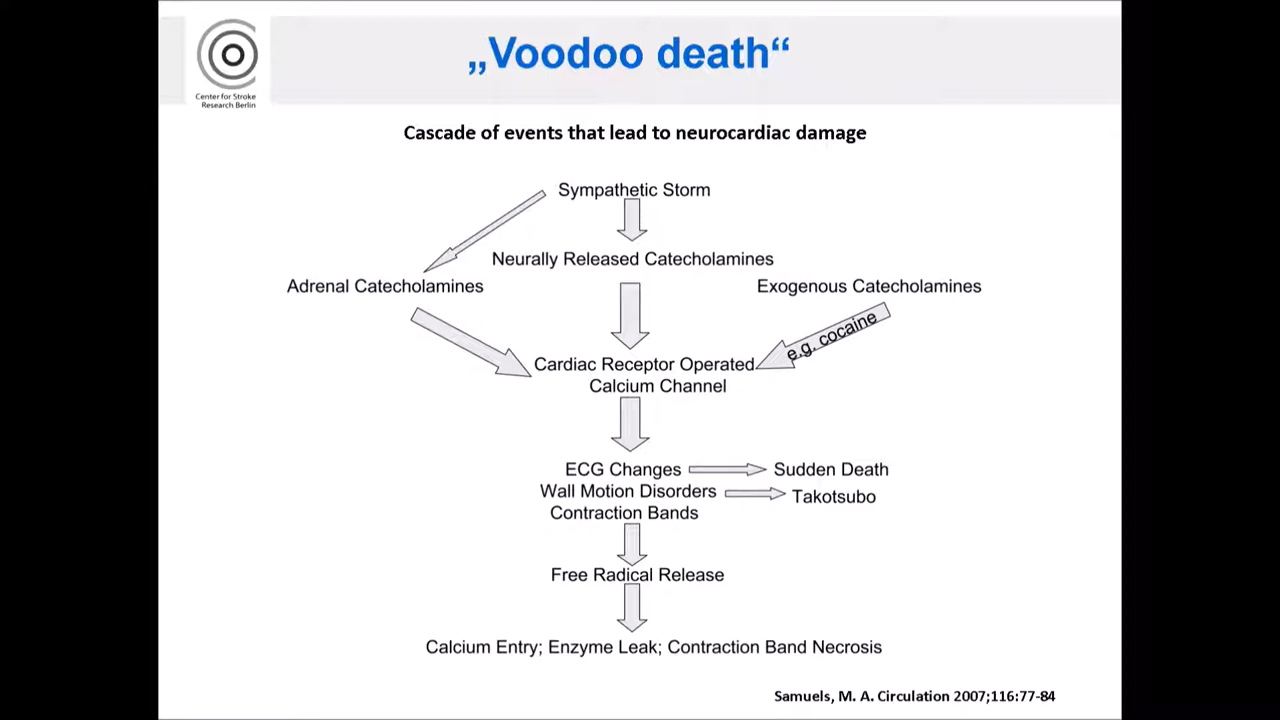 „Voodoo death“
Center for Stroke
Research Berlin
Cascade of events that lead to neurocardiac damage
Sympathetic Storm
Neurally Released Catecholamines
Adrenal Catecholamines
Exogenous Catecholamines
e.g. cocaine
Cardiac Receptor Operated
Calcium Channel
ECG Changes
Sudden Death
Wall Motion Disorders
Takotsubo
Contraction Bands
Free Radical Release
Calcium Entry; Enzyme Leak; Contraction Band Necrosis
Samuels, M. A. Circulation 2007;116:77-84